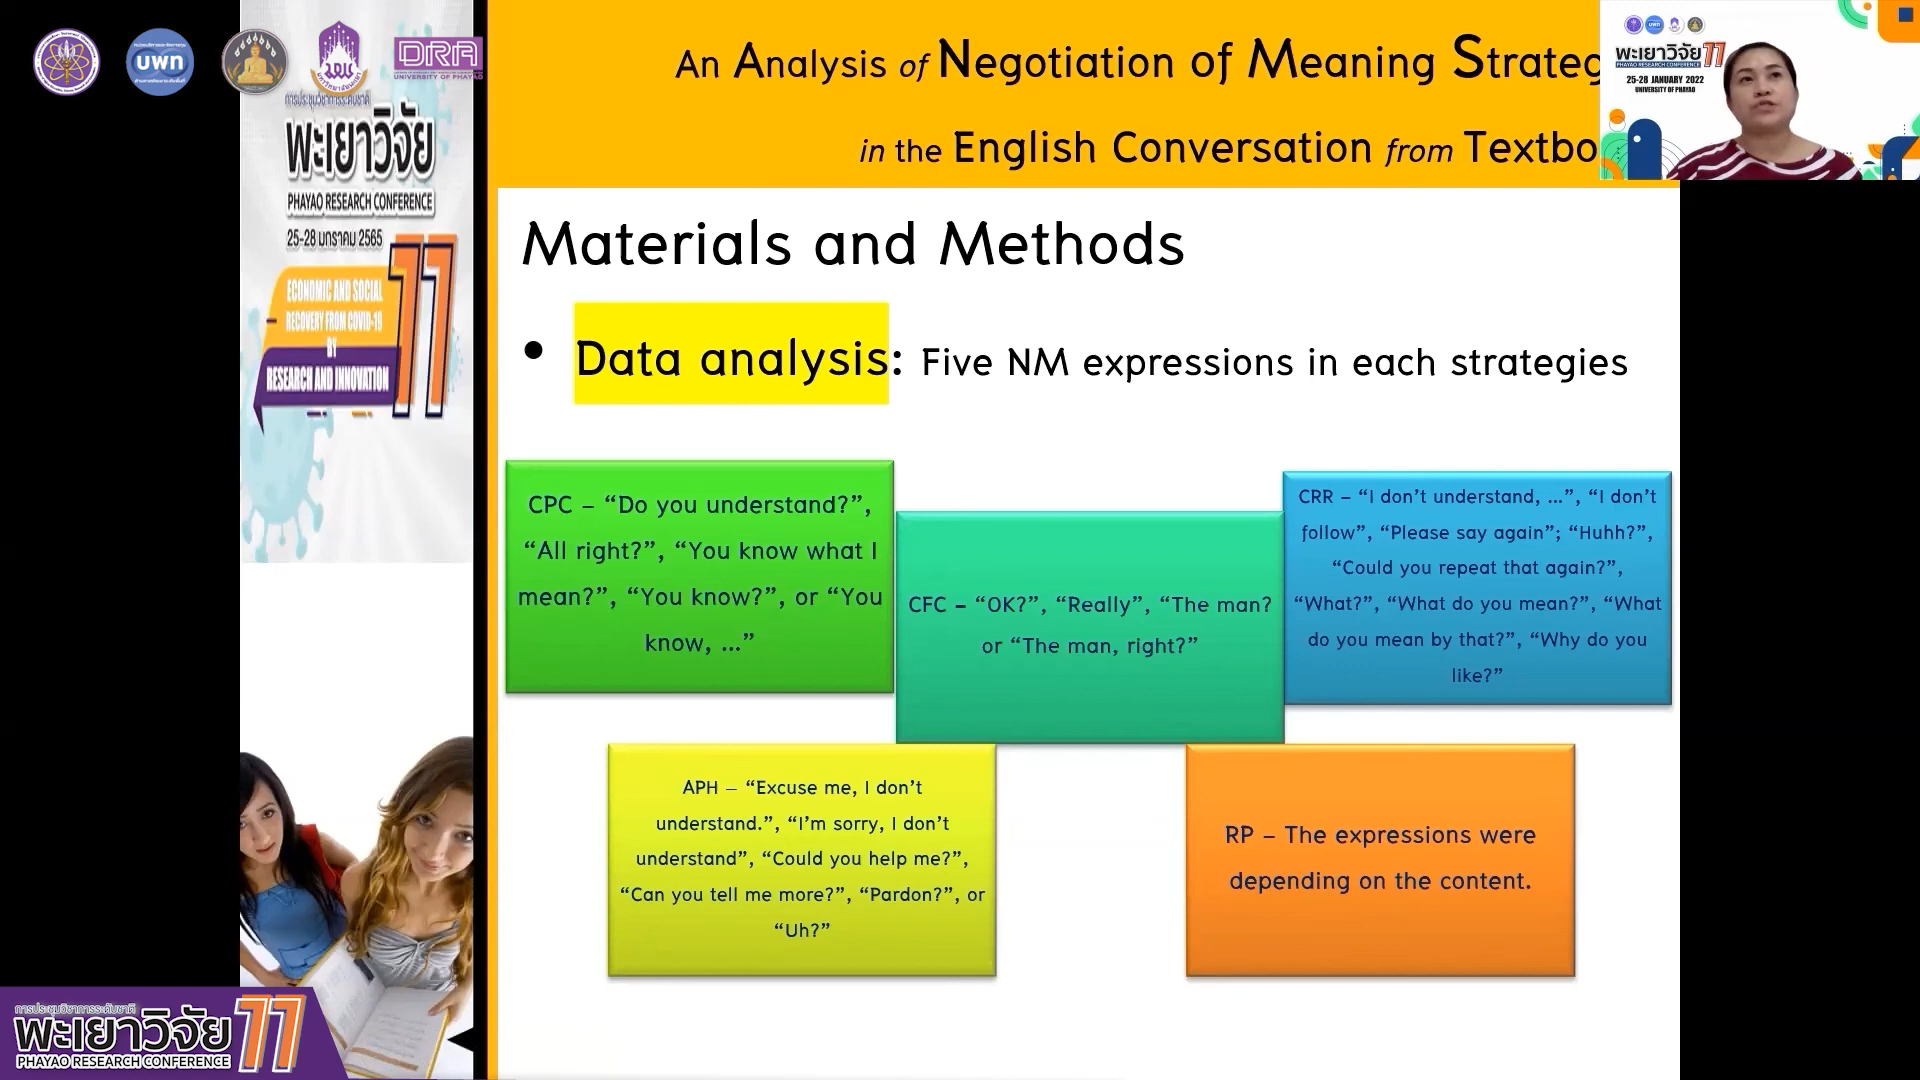 อพท
DRA
UNIVERSITY OF PHAYAO
การประชุมวิชาการระดับชาติ
พะเยาวิจัย
PHAYAO RESEARCH CONFERENCE
25-28 มกราคม 2565
11
ECONOMIC AND SOCIAL
RECOVERY FROM COVID-19
BY
RESEARCH AND INNOVATION
An Analysis of Negotiation of Meaning Strateg
in the English Conversation from Textbo
พะเยาวิจัย 11
PHAYAO RESEARCH CONFERENCE
25-28 JANUARY 2022
UNIVERSITY OF PHAYAO
Materials and Methods
• Data analysis: Five NM expressions in each strategies
CPC – “Do you understand?”,
“All right?”, “You know what I
mean?”, “You know?”, or “You
know, ...”
CFC – “OK?”, “Really”, “The man?
or “The man, right?”
CRR – “I don’t understand, ...”, “I don’t
follow”, “Please say again”; “Huhh?”,
“Could you repeat that again?”,
“What?”, “What do you mean?”, “What
do you mean by that?”, “Why do you
like?”
APH – “Excuse me, I don’t
understand.”, “I’m sorry, I don’t
understand”, “Could you help me?”,
“Can you tell me more?”, “Pardon?”, or
“Uh?”
RP – The expressions were
depending on the content.
การประชุมวิชาการระดับชาติ
พะเยาวิจัย 11
PHAYAO RESEARCH CONFERENCE